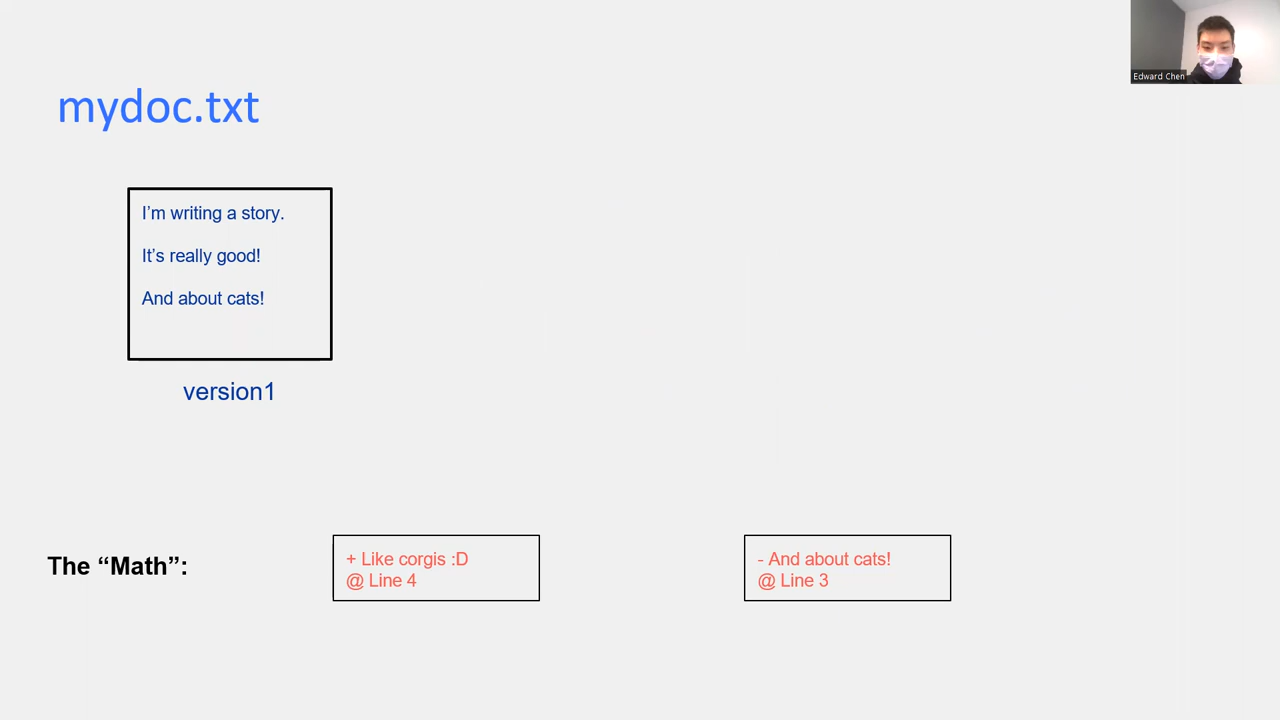 Edward Chen
mydoc.txt
I’m writing a story.
It’s really good!
And about cats!
version1
The “Math”:
+ Like corgis :D
@ Line 4
- And about cats!
@ Line 3